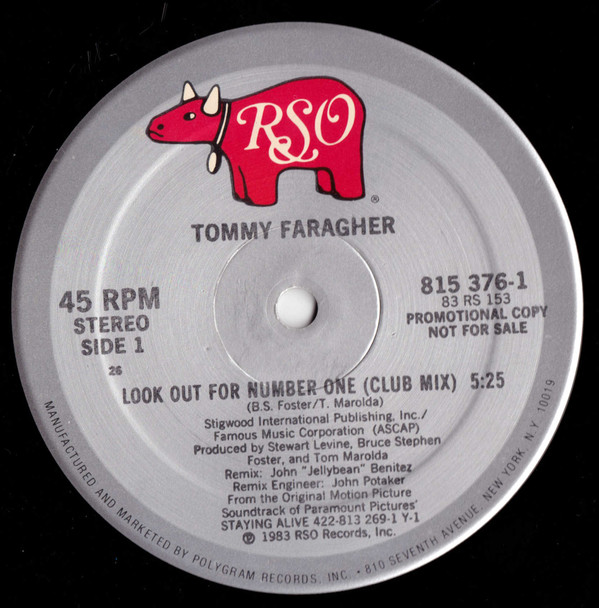 RSO
®
TOMMY FARAGHER
45 RPM
STEREO
SIDE 1
26
815 376-1
83 RS 153
PROMOTIONAL COPY
NOT FOR SALE
LOOK OUT FOR NUMBER ONE (CLUB MIX) 5:25
(B.S. Foster/T. Marolda)
Stigwood International Publishing, Inc./
Famous Music Corporation (ASCAP)
Produced by Stewart Levine, Bruce Stephen
Foster, and Tom Marolda
Remix: John "Jellybean" Benitez
Remix Engineer: John Potaker
From the Original Motion Picture
Soundtrack of Paramount Pictures'
STAYING ALIVE 422-813 269-1 Y-1
℗ 1983 RSO Records, Inc.
MANUFACTURED AND MARKETED BY POLYGRAM RECORDS, INC. • 810 SEVENTH AVENUE, NEW YORK, N.Y. 10019